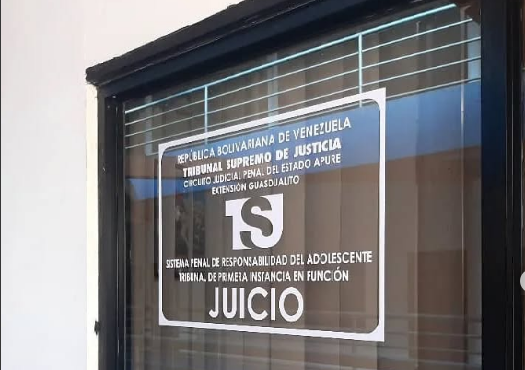 REPÚBLICA BOLIVARIANA DE VENEZUELA
TRIBUNAL SUPREMO DE JUSTICIA
CIRCUITO JUDICIAL PENAL DEL ESTADO APURE
EXTENSIÓN GUASDUALITO
TSJ
SISTEMA PENAL DE RESPONSABILIDAD DEL ADOLESCENTE
TRIBUNAL DE PRIMERA INSTANCIA EN FUNCIÓN
JUICIO